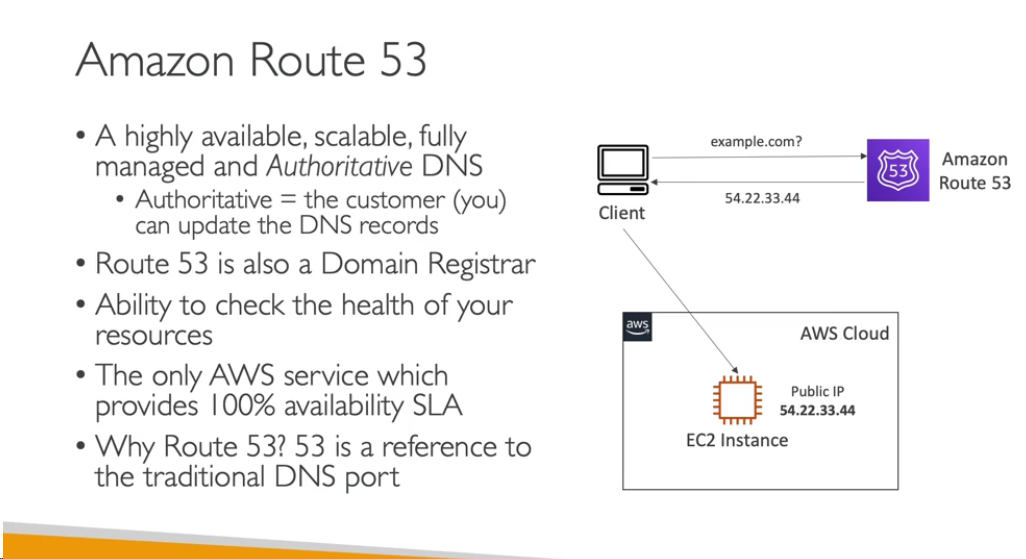 Amazon Route 53
• A highly available, scalable, fully
managed and Authoritative DNS
• Authoritative = the customer (you)
can update the DNS records
• Route 53 is also a Domain Registrar
• Ability to check the health of your
resources
• The only AWS service which
provides 100% availability SLA
• Why Route 53? 53 is a reference to
the traditional DNS port
example.com?
54.22.33.44
Client
53
Amazon
Route 53
aws
AWS Cloud
Public IP
54.22.33.44
EC2 Instance